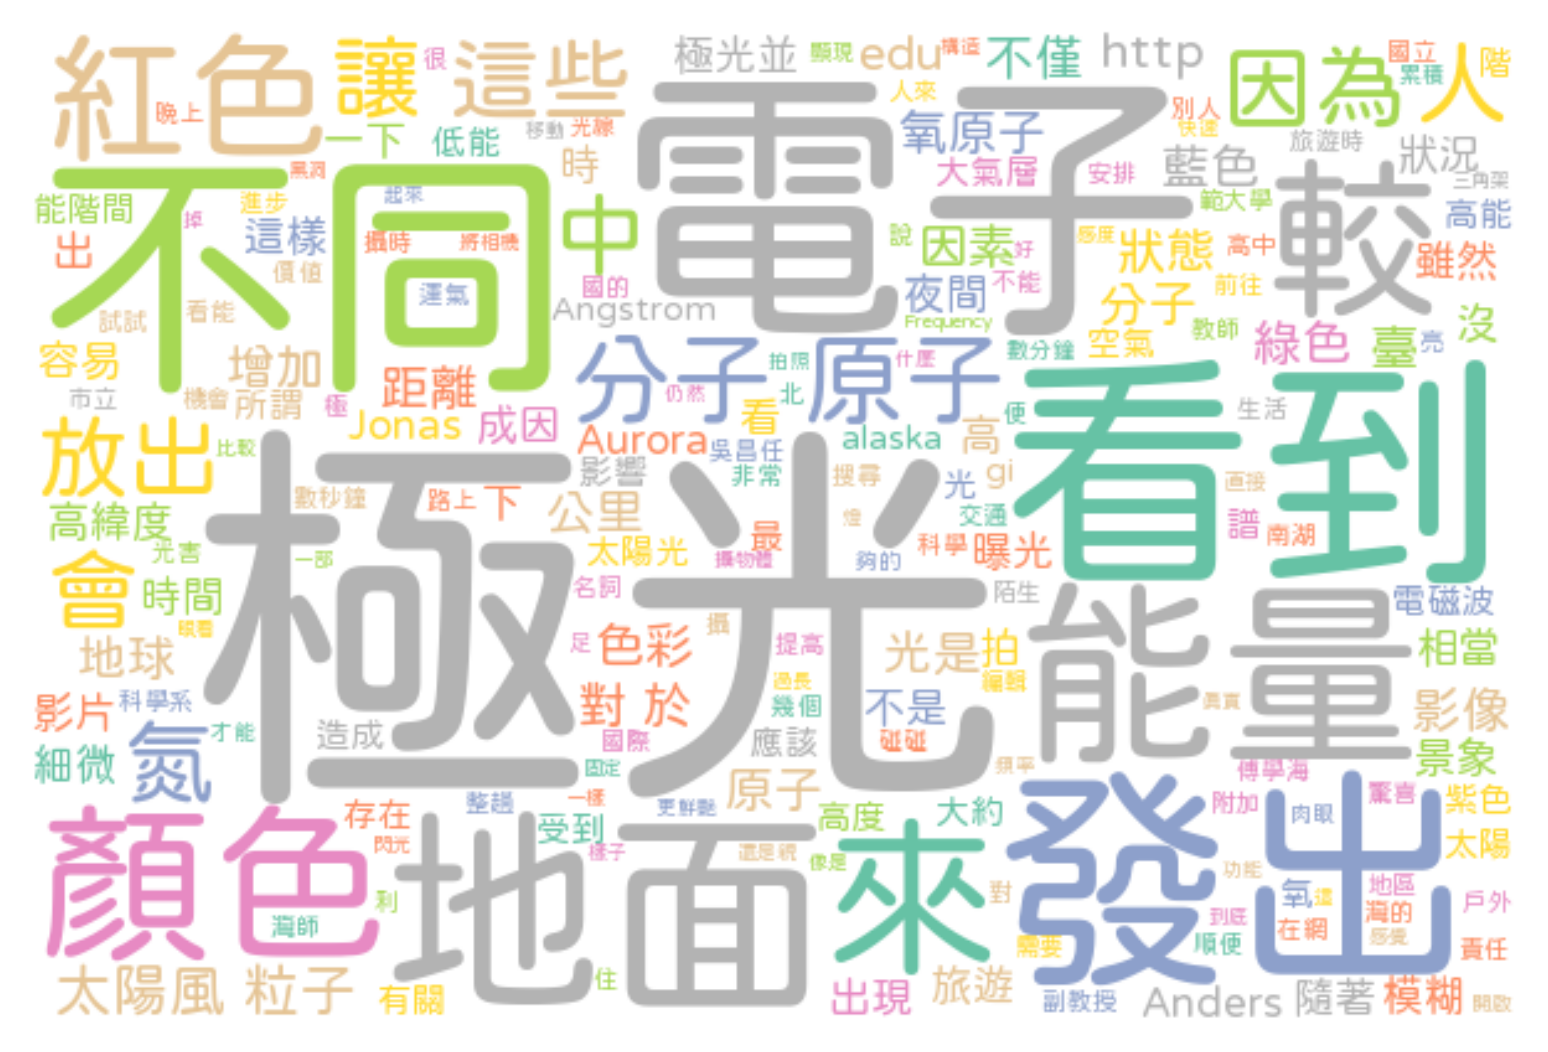 紅色
讓
很
這些
極光並
顯現
edu
構造
不僅
http
因為
國立
累積
人
階
晚上
一下
低能
移動
光線
時
電子
人來
氧原子
大氣層
安排
藍色
別人
快速
旅遊時
狀況
三角架
高能
範大學
較
能階間
掉
進步
黑洞
起來
不同
出
這樣
攝時
將相機
中
價值
運氣
國的
說
因素
好
不能
感度
狀態
高中
雖然
夜間
分子
前往
試試
看能
Angstrom
Frequency
空氣
教師
綠色
臺
亮
沒
容易
增加
距離
分子
原子
拍照
什麼
數分鐘
仍然
北
市立
機會
所謂
極
Jonas
成因
看
便
看到
生活
放出
比較
Aurora
吳昌任
alaska
高
影響
非常
搜尋
gi
直接
數秒鐘
路上
下
公里
光
交通
譜
南湖
高緯度
光害
一部
太陽光
最
攝物體
燈
夠的
科學
曝光
會
時間
極光
名詞
陌生
能量
電磁波
眼看
地球
足
色彩
攝
提高
光是
拍
相當
過長
編輯
影片
科學系
對於
幾個
不是
真實
影像
細微
氮
才能
造成
國際
應該
碰碰
景象
固定
頻率
傅學海
原子
顏色
存在
閃光
整趟
一樣
受到
樣子
更鮮艷
高度
大約
發出
附加
肉眼
驚喜
紫色
太陽
地面
還是視
像是
來
對
功能
氧
這
地區
灣的
戶外
利
灣師
到底
在網
感覺
順便
需要
責任
太陽風
粒子
有關
住
出現
旅遊
副教授
Anders
隨著
模糊
開啟